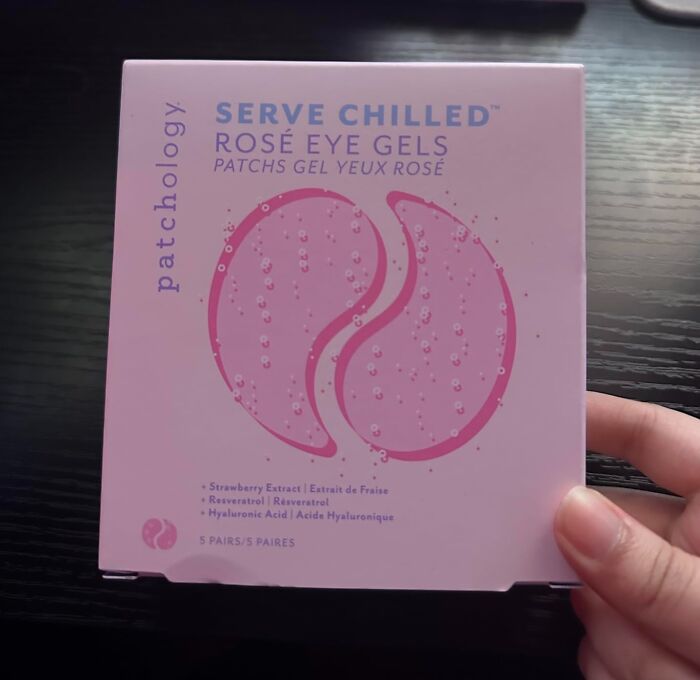 patchology
SERVE CHILLED™
ROSÉ EYE GELS
PATCHS GEL YEUX ROSÉ
+ Strawberry Extract | Extrait de Fraise
+ Resveratrol | Résveratrol
+ Hyaluronic Acid | Acide Hyaluronique
5 PAIRS/5 PAIRES